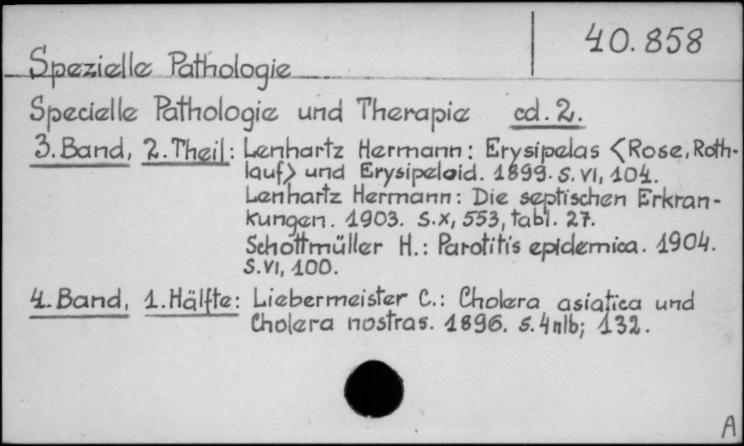 40.858
Spezielle Pathologie
Specielle Pathologie und Therapie ed. 2.
3. Band, 2. Theil: Lenhartz Hermann: Erysipelas <Rose, Roth-
lauf> und Erysipeloid. 1899. S. VI, 104.
Lenhartz Hermann: Die septischen Erkran-
kungen. 1903. S. X, 553, tabl. 27.
Schottmüller H.: Parotitis epidemica. 1904.
S. VI, 100.
4. Band, 1. Hälfte: Liebermeister C.: Cholera asiatica und
Cholera nostras. 1896. S. 4nlb; 132.
A